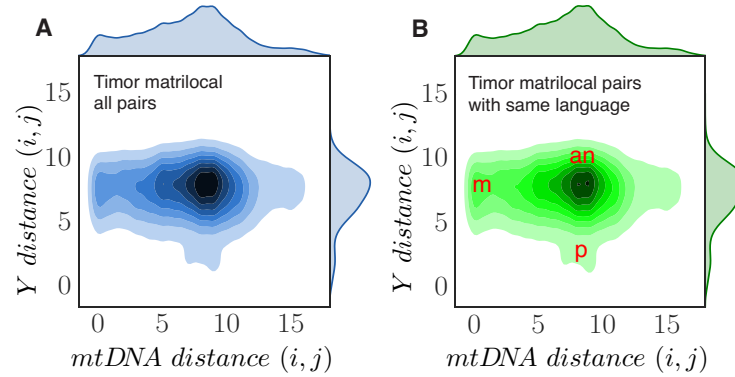 A
Timor matrilocal
all pairs
15
10
5
0
Y distance (i, j)
0
5
10
15
mtDNA distance (i, j)
B
Timor matrilocal pairs
with same language
15
10
5
0
Y distance (i, j)
an
m
p
0
5
10
15
mtDNA distance (i, j)